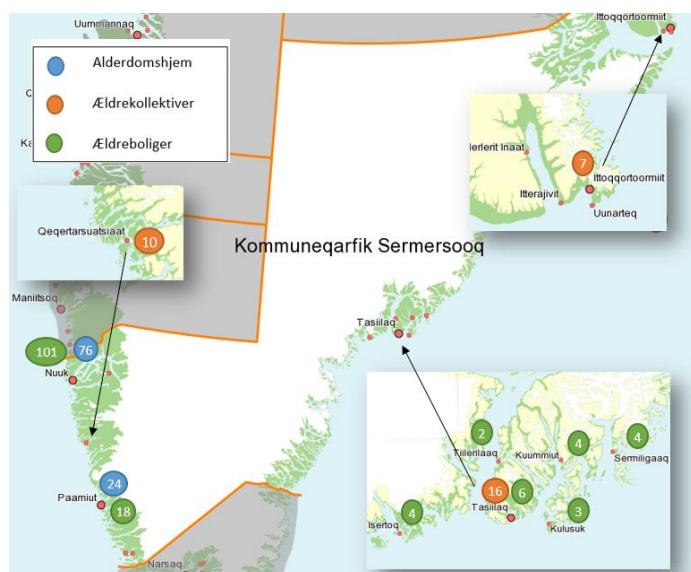 Uummannaq
Ittoqqortoormiit
Alderdomshjem
Ældrekollektiver
Ældreboliger
7
Ittoqqortoormiit
Itterajivit
Uunarteq
Qeqertarsuatsiaat
10
Kommuneqarfik Sermersooq
Maniitsoq
Tasiilaq
101
76
Nuuk
2
4
4
Tiilerilaaq
Kuummiut
Sermiligaaq
24
16
6
18
Paamiut
4
Tasiilaq
3
Isertoq
Kulusuk
Narsaq